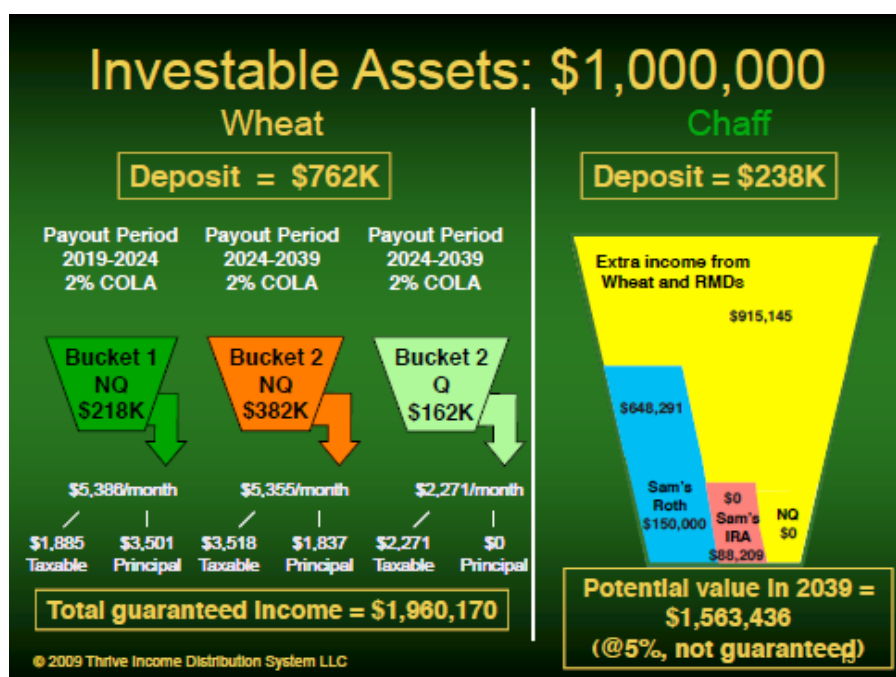 Investable Assets: $1,000,000
Wheat
Deposit = $762K
Payout Period
2019-2024
2% COLA
Payout Period
2024-2039
2% COLA
Payout Period
2024-2039
2% COLA
Bucket 1
NQ
$218K
Bucket 2
NQ
$382K
Bucket 2
Q
$162K
$5,386/month
$5,355/month
$2,271/month
$1,885
Taxable
$3,501
Principal
$3,518
Taxable
$1,837
Principal
$2,271
Taxable
$0
Principal
Total guaranteed Income = $1,960,170
© 2009 Thrive Income Distribution System LLC
Chaff
Deposit = $238K
Extra income from
Wheat and RMDs
$915,145
$648,291
Sam's
Roth
$150,000
$0
Sam's
IRA
$88,209
NQ
$0
Potential value in 2039 =
$1,563,436
(@5%, not guaranteed)